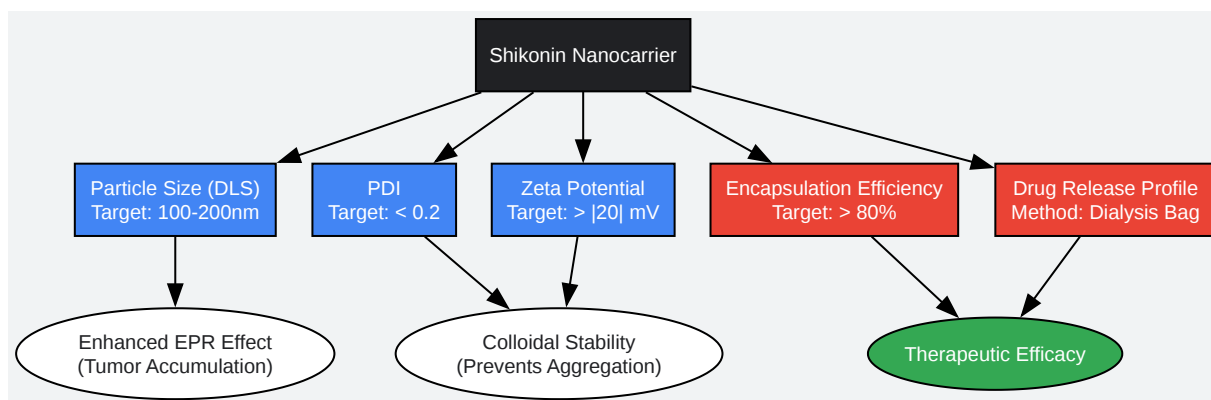 Shikonin Nanocarrier
Particle Size (DLS)
Target: 100-200nm
PDI
Target: < 0.2
Zeta Potential
Target: > |20| mV
Encapsulation Efficiency
Target: > 80%
Drug Release Profile
Method: Dialysis Bag
Enhanced EPR Effect
(Tumor Accumulation)
Colloidal Stability
(Prevents Aggregation)
Therapeutic Efficacy